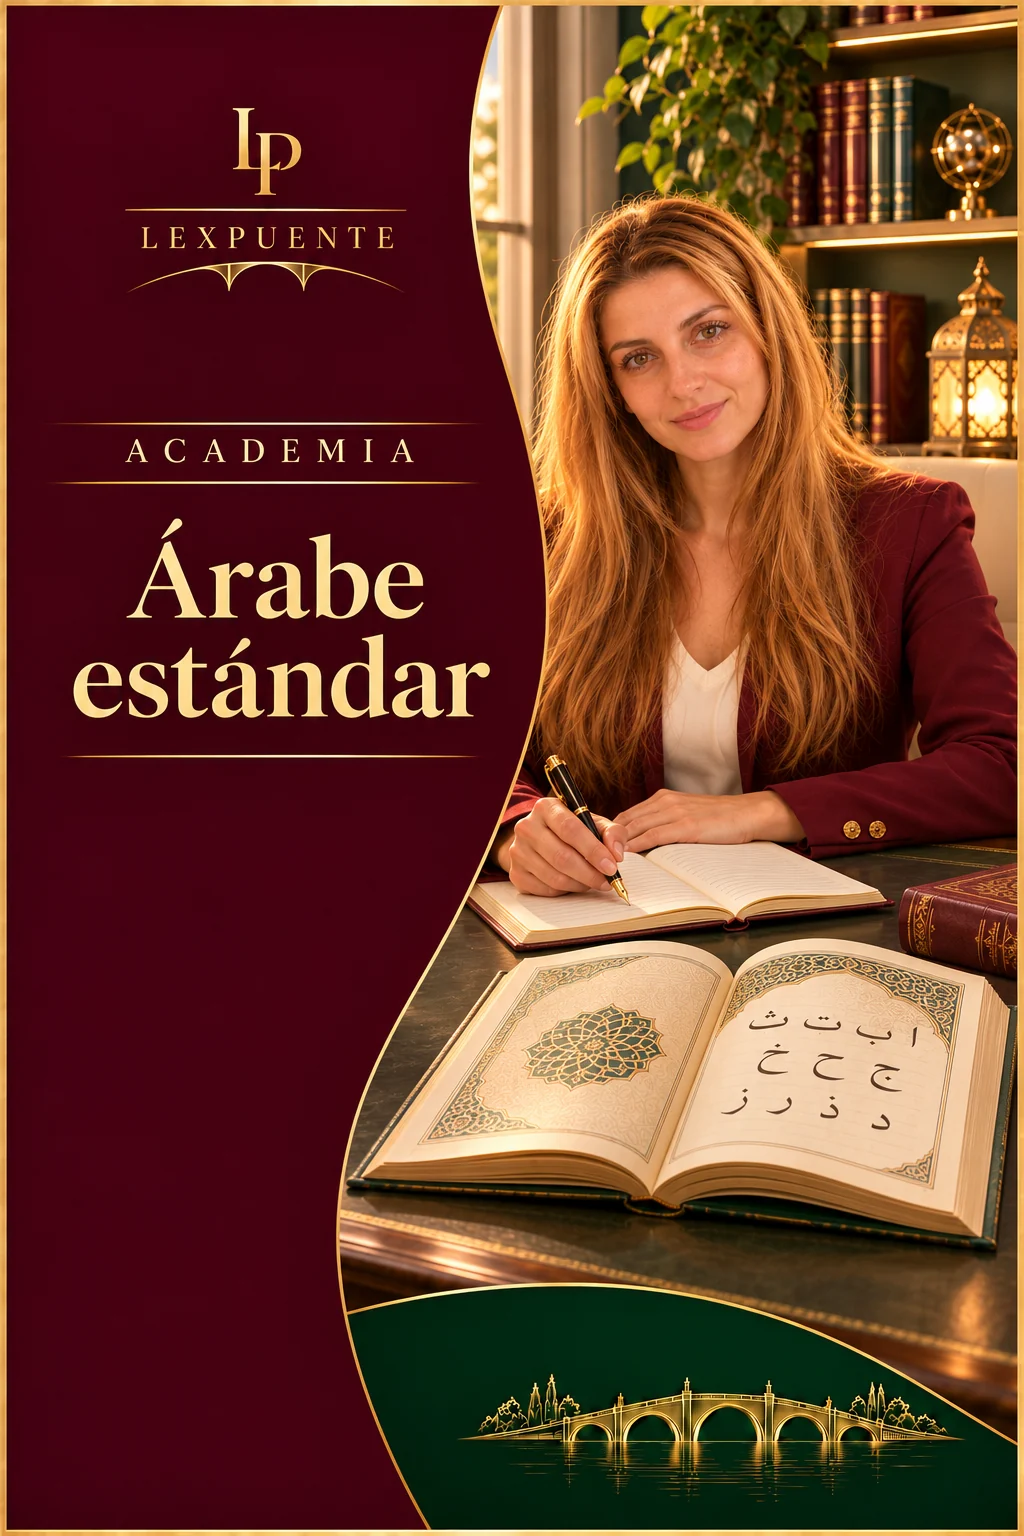 LP
LEXPUENTE
ACADEMIA
Árabe
estándar
ا ب ت ث
ج ح خ
د ذ ر ز